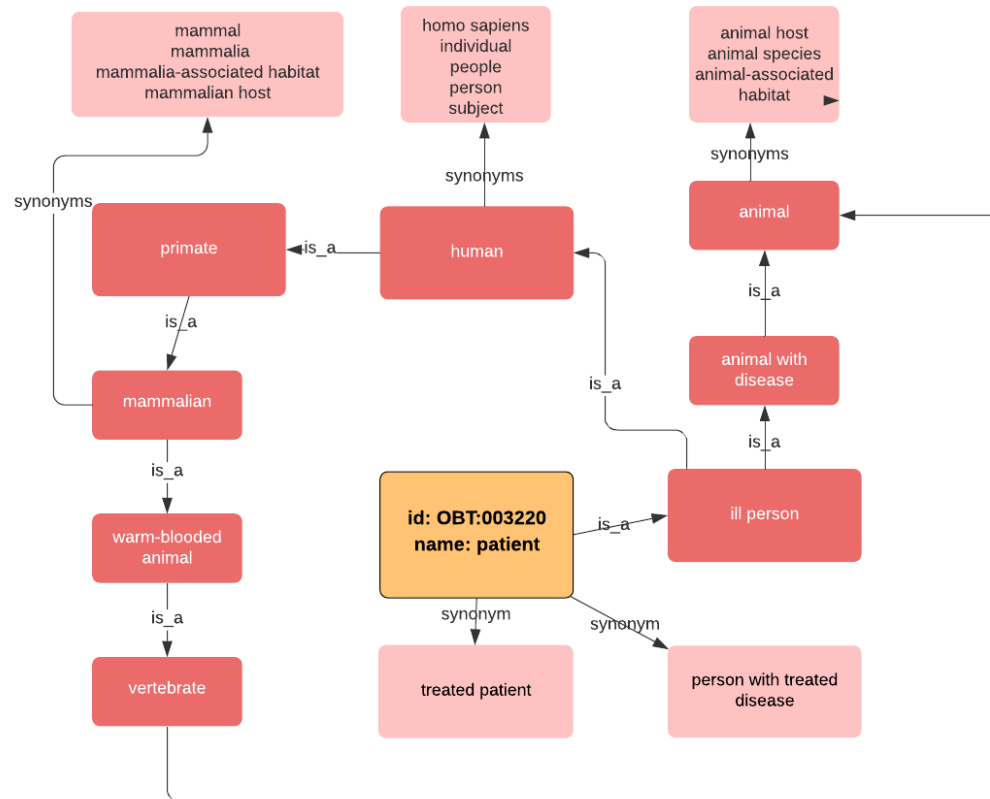 mammal
mammalia
mammalia-associated habitat
mammalian host
homo sapiens
individual
people
person
subject
animal host
animal species
animal-associated
habitat
synonyms
synonyms
synonyms
primate
is_a
human
animal
is_a
is_a
mammalian
is_a
animal with
disease
is_a
is_a
warm-blooded
animal
id: OBT:003220
name: patient
is_a
ill person
is_a
synonym
synonym
vertebrate
treated patient
person with treated
disease